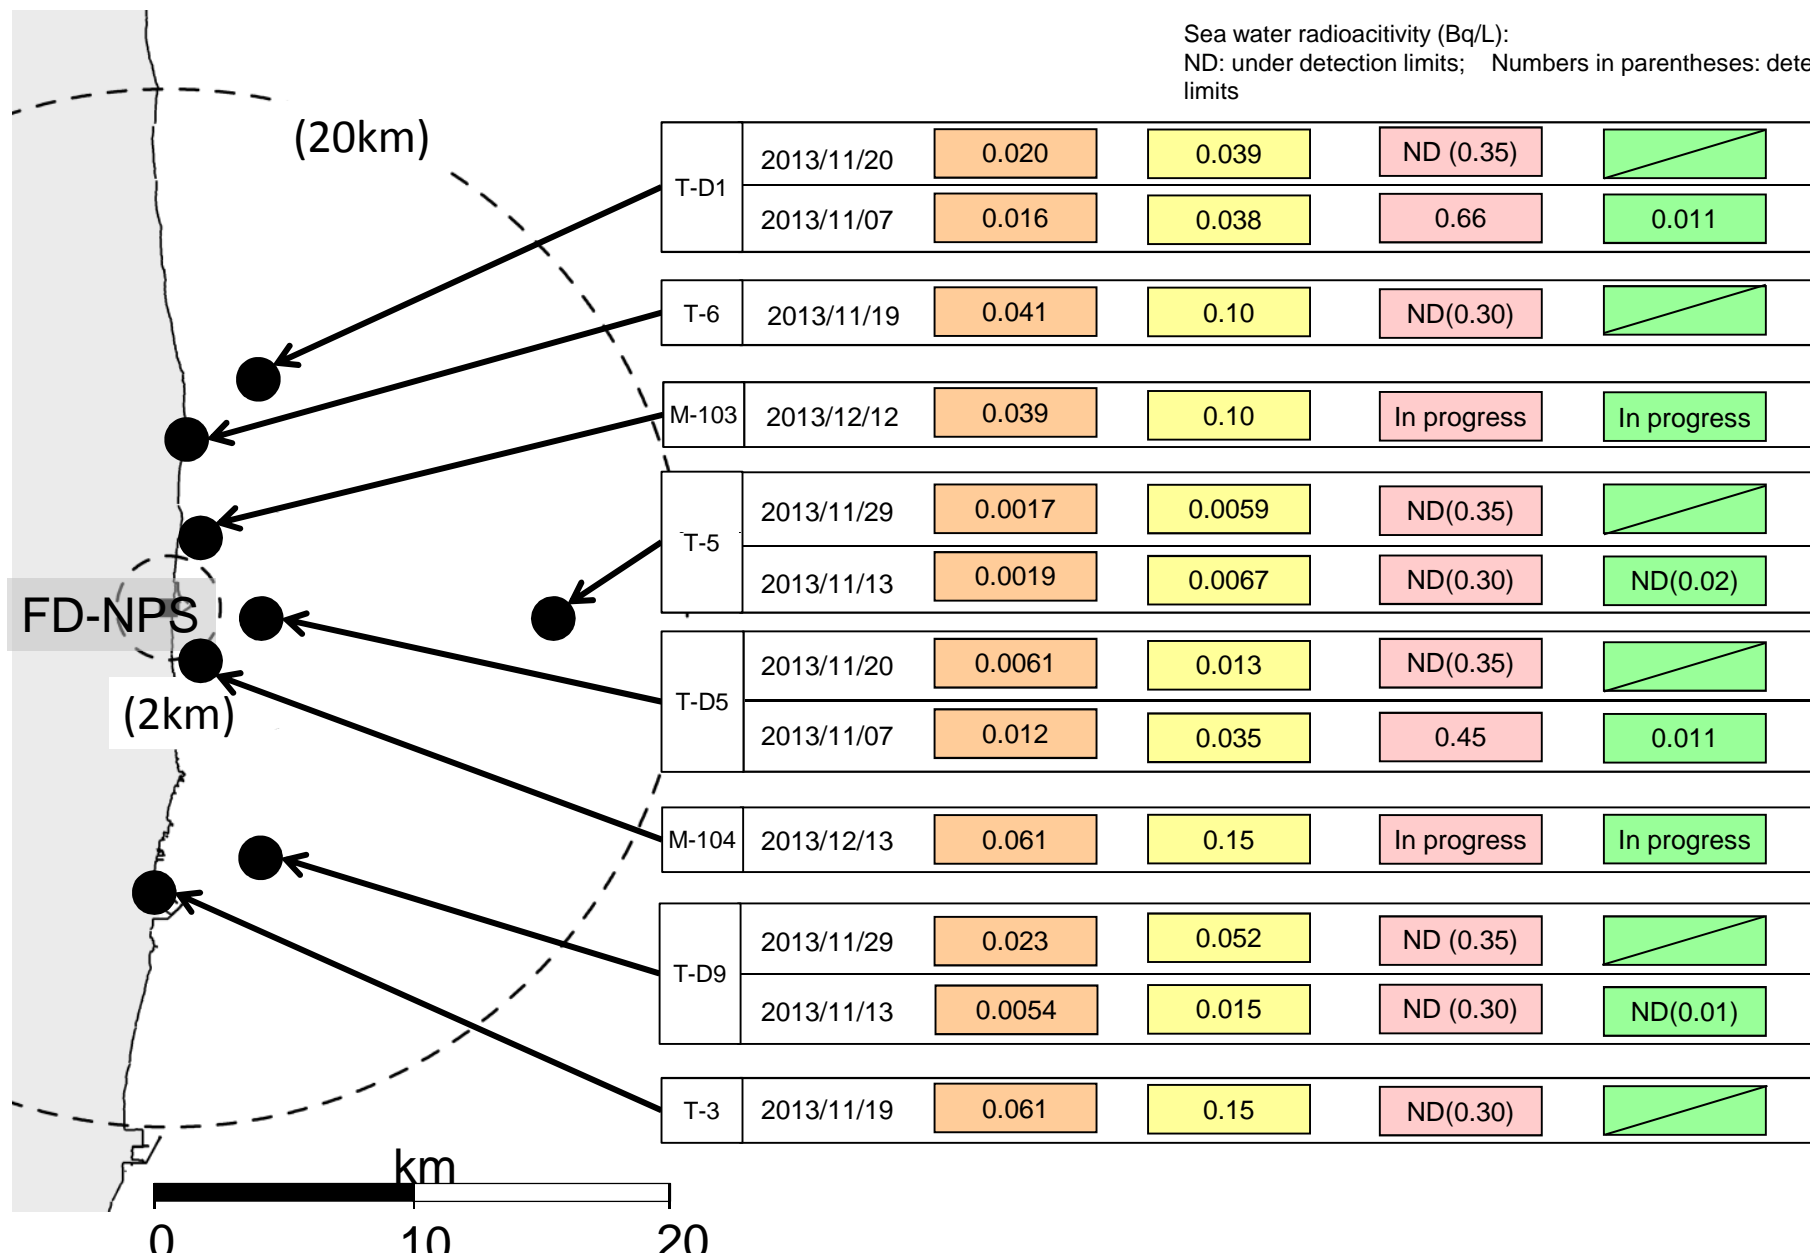 Sea water radioacitivity (Bq/L):
ND: under detection limits; Numbers in parentheses: dete
limits
(20km)
T-D1
2013/11/20 0.020 0.039 ND (0.35)
2013/11/07 0.016 0.038 0.66 0.011
T-6 2013/11/19 0.041 0.10 ND(0.30)
M-103 2013/12/12 0.039 0.10 In progress In progress
T-5
2013/11/29 0.0017 0.0059 ND(0.35)
2013/11/13 0.0019 0.0067 ND(0.30) ND(0.02)
FD-NPS
(2km)
T-D5
2013/11/20 0.0061 0.013 ND(0.35)
2013/11/07 0.012 0.035 0.45 0.011
M-104 2013/12/13 0.061 0.15 In progress In progress
T-D9
2013/11/29 0.023 0.052 ND (0.35)
2013/11/13 0.0054 0.015 ND (0.30) ND(0.01)
T-3 2013/11/19 0.061 0.15 ND(0.30)
km
0 10 20